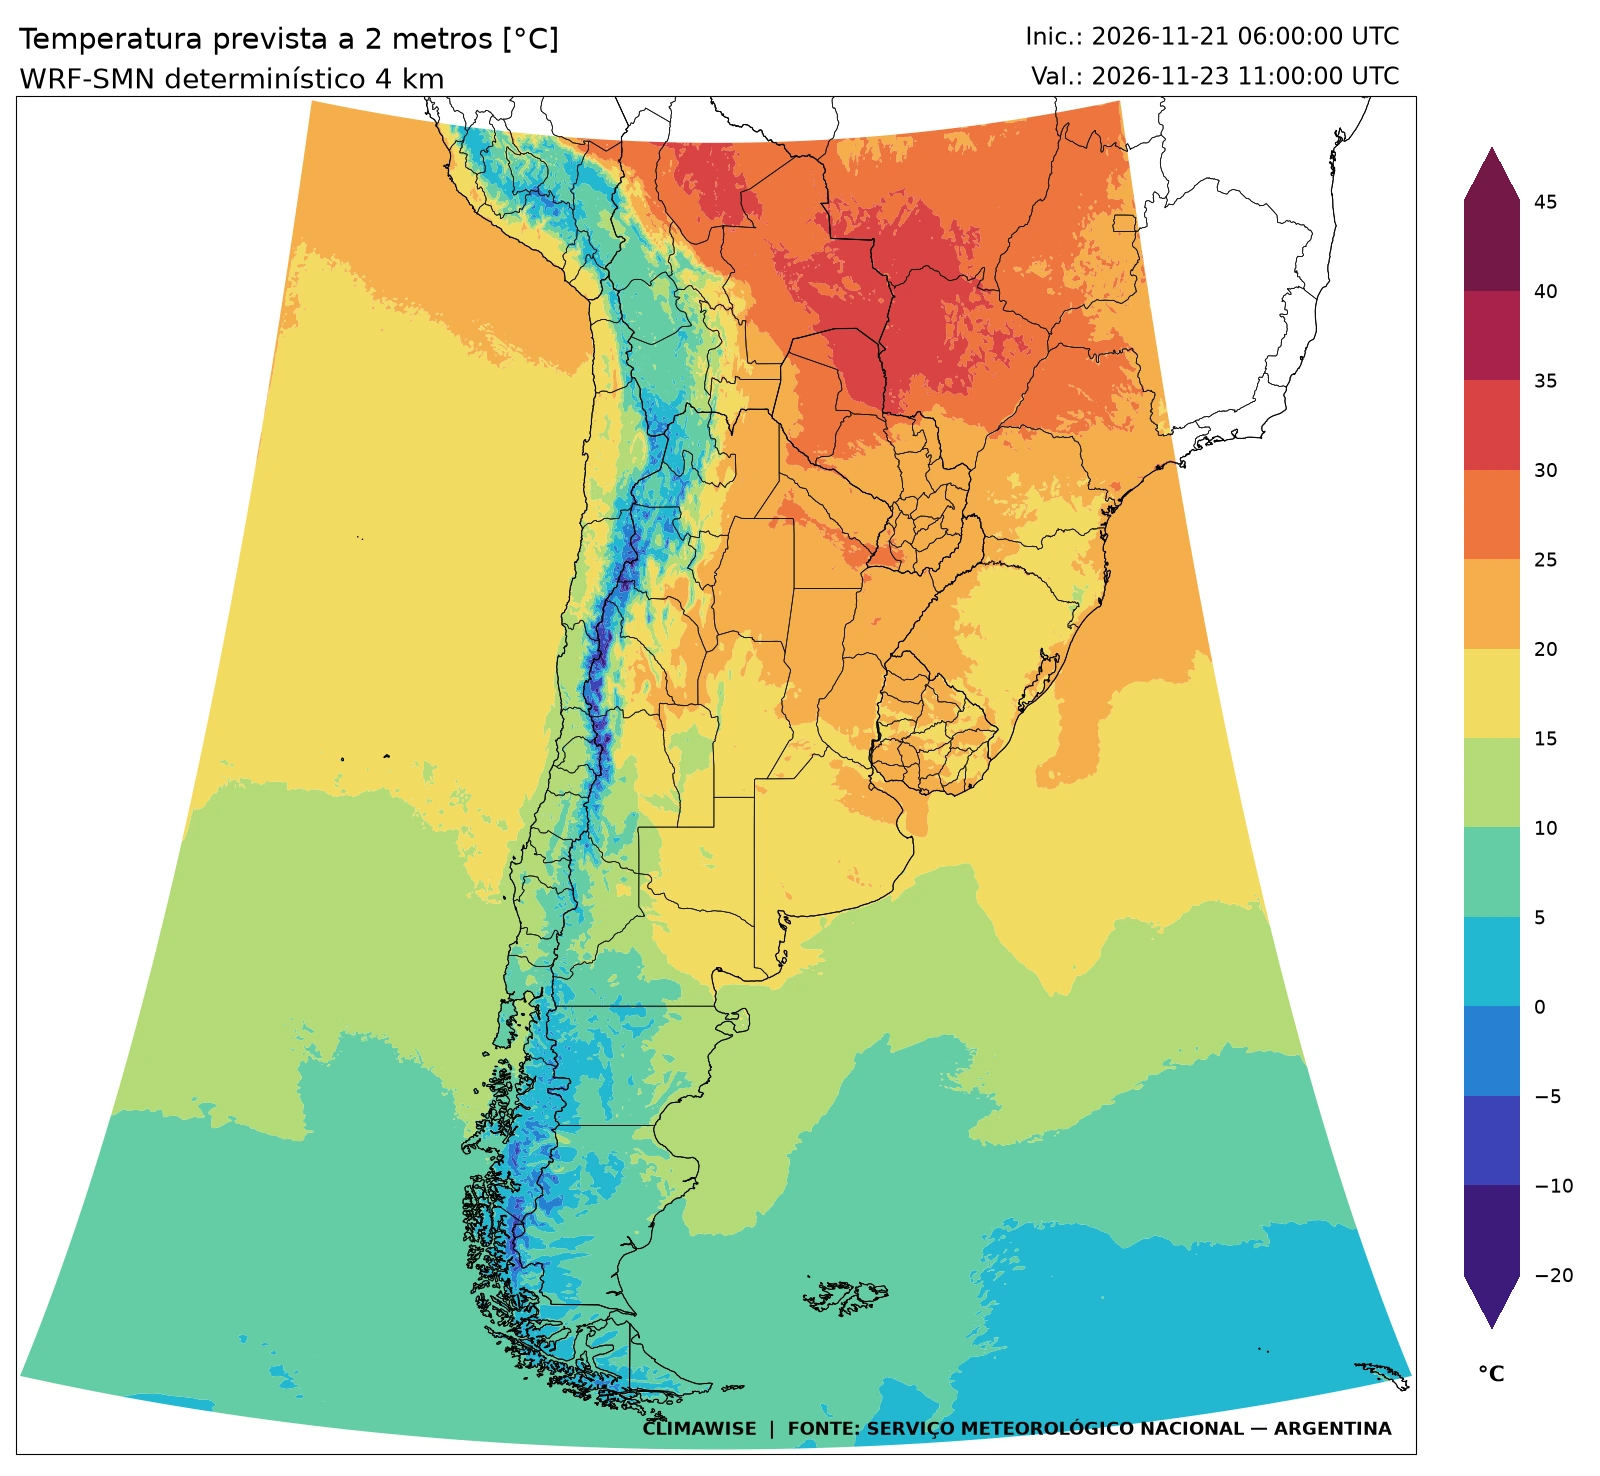 Temperatura prevista a 2 metros [°C]
WRF-SMN determinístico 4 km
Inic.: 2026-11-21 06:00:00 UTC
Val.: 2026-11-23 11:00:00 UTC
45
40
35
30
25
20
15
10
5
0
−5
−10
−20
°C
CLIMAWISE | FONTE: SERVIÇO METEOROLÓGICO NACIONAL — ARGENTINA